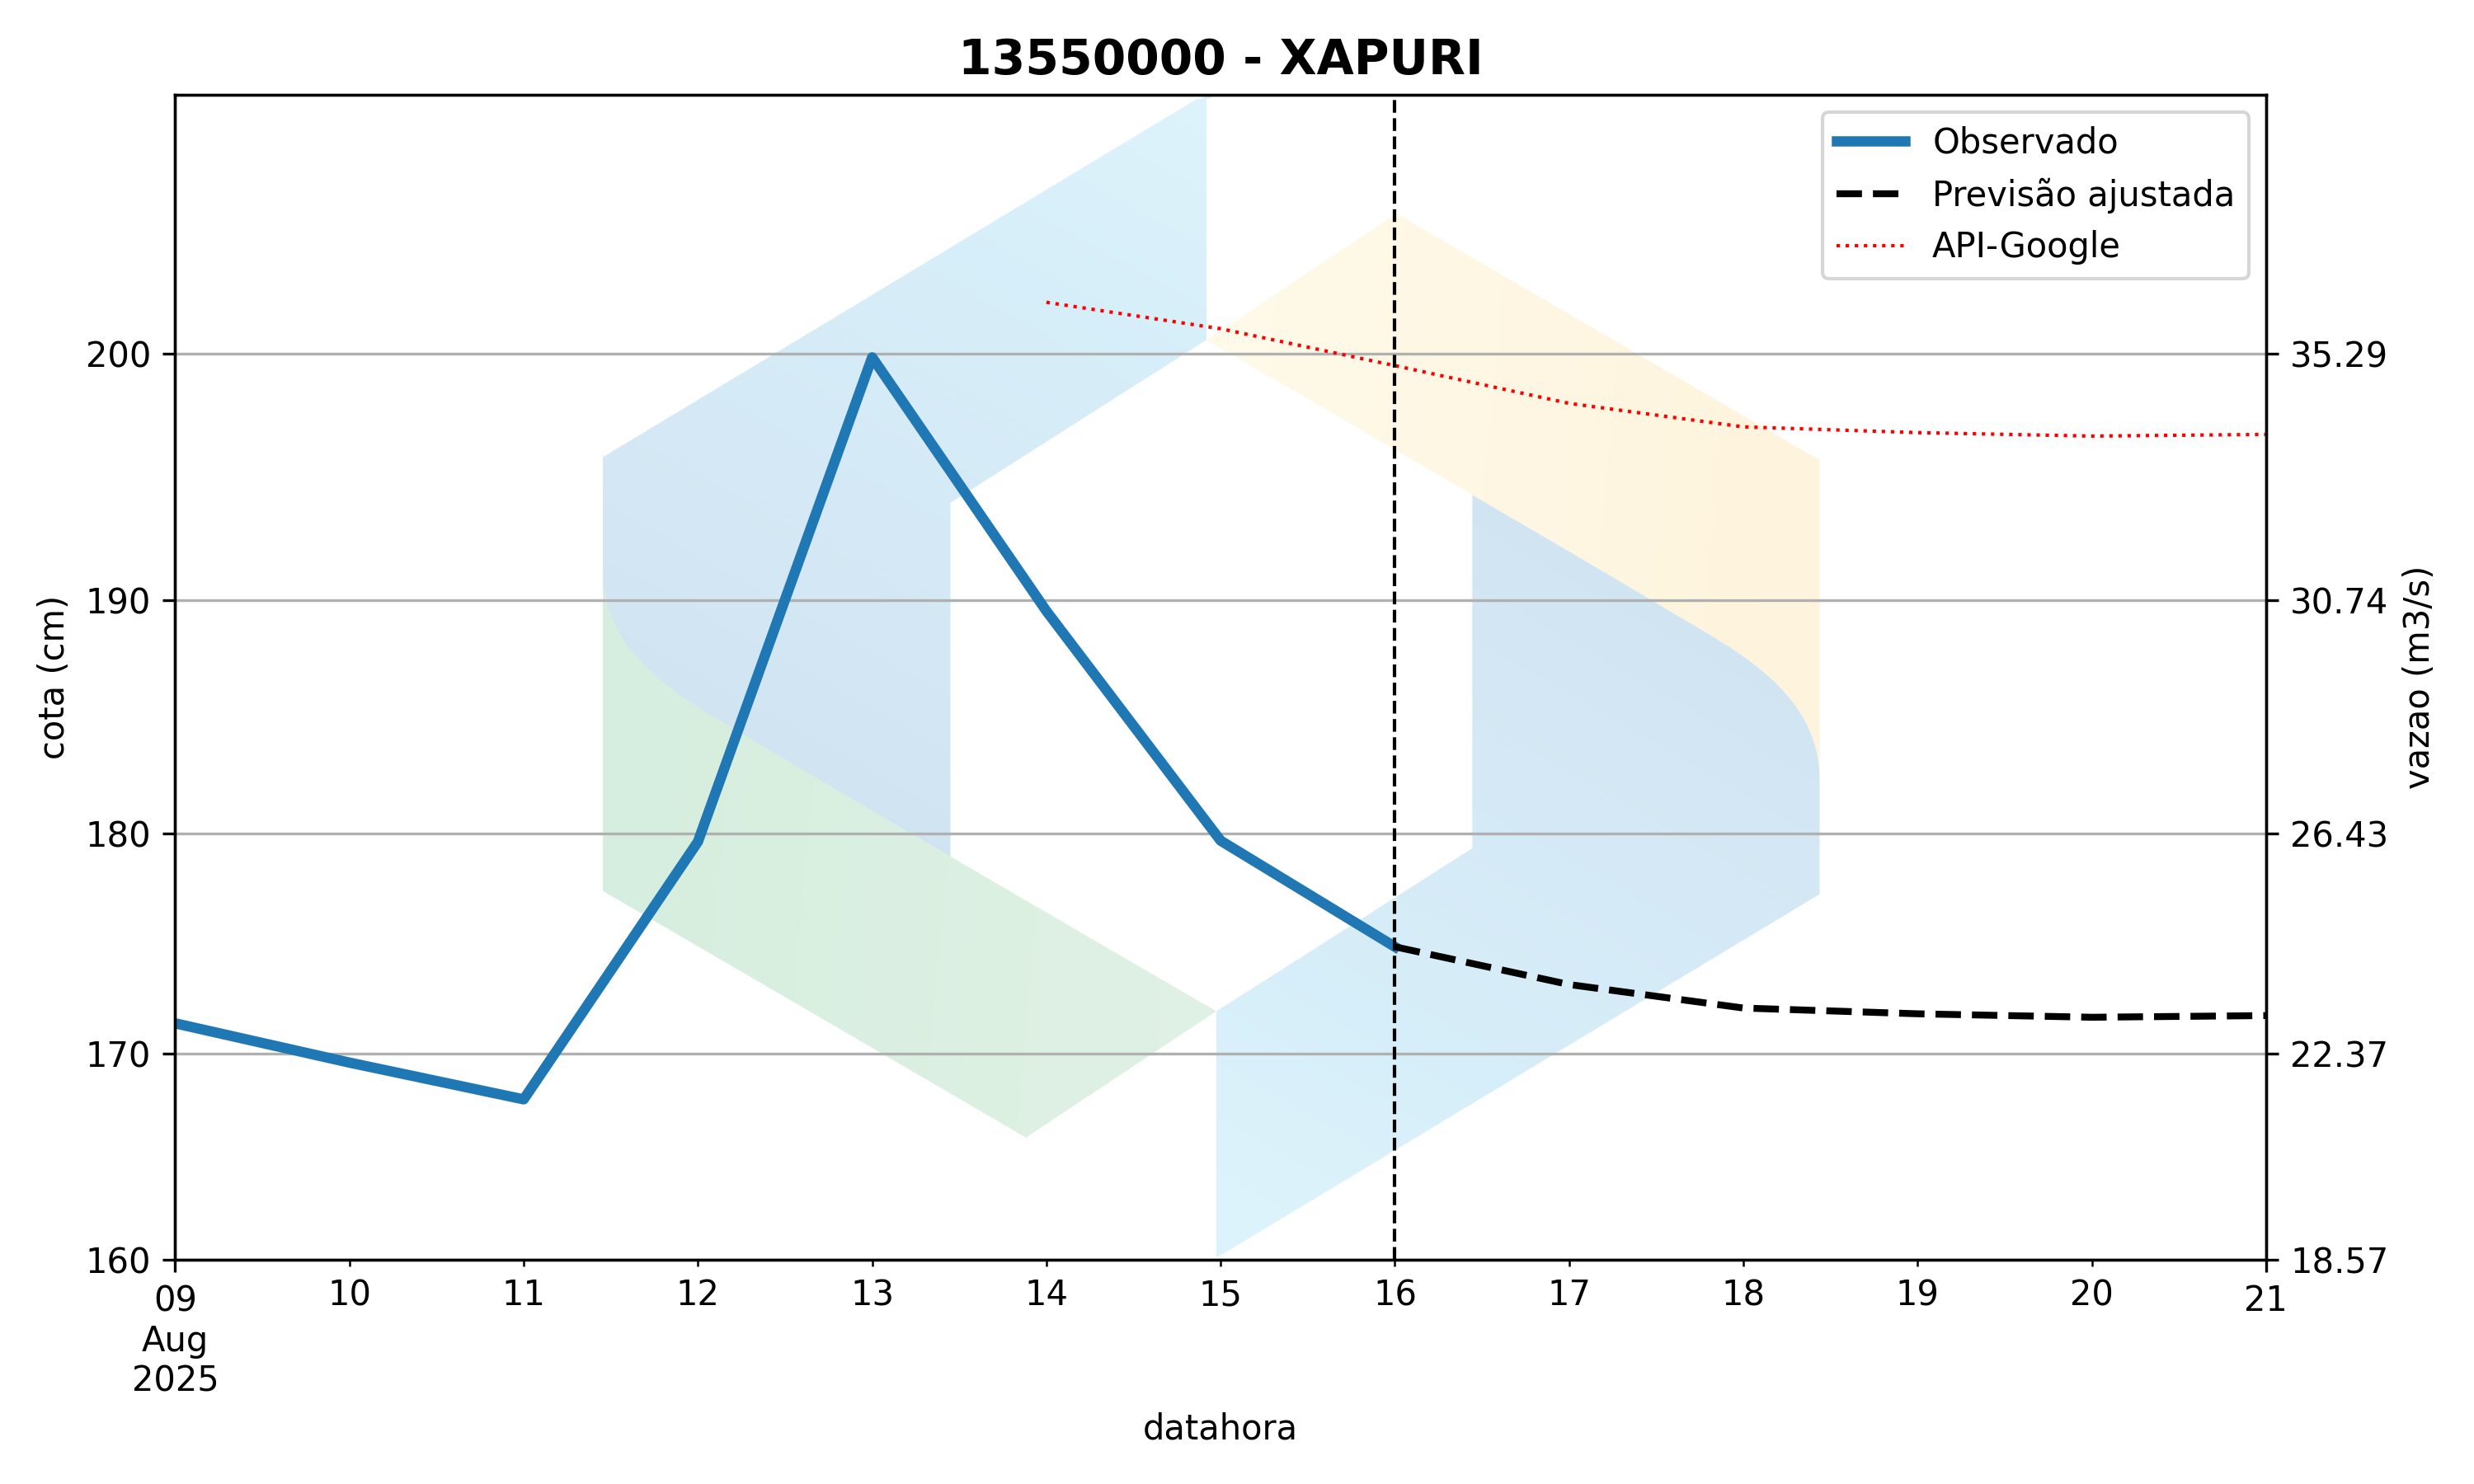 13550000 - XAPURI
Observado
Previsão ajustada
API-Google
cota (cm)
200
190
180
170
160
35.29
30.74
26.43
22.37
18.57
vazao (m3/s)
09 10 11 12 13 14 15 16 17 18 19 20 21
Aug
2025
datahora